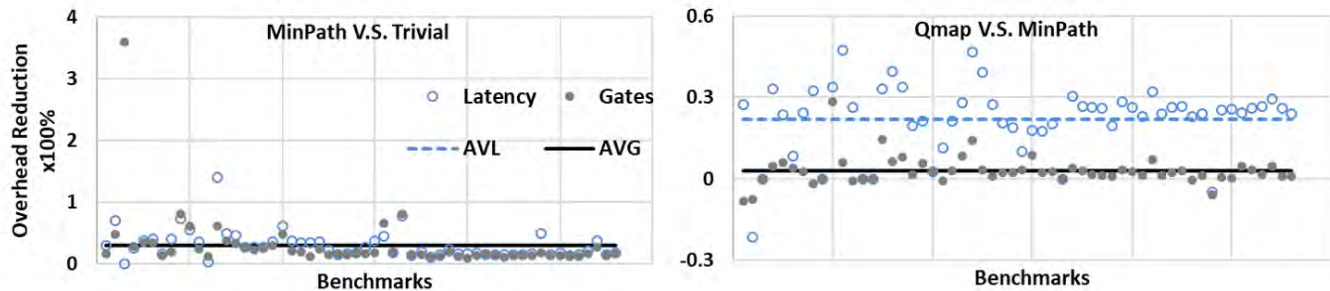 MinPath V.S. Trivial
4
3
2
1
0
Overhead Reduction
x100%
Latency
Gates
AVL
AVG
Benchmarks
Qmap V.S. MinPath
0.6
0.3
0
-0.3
Benchmarks